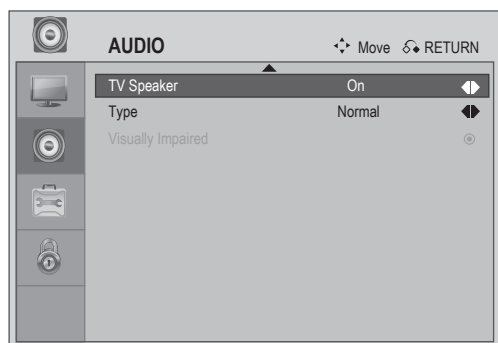 AUDIO Move RETURN
TV Speaker On
Type Normal
Visually Impaired